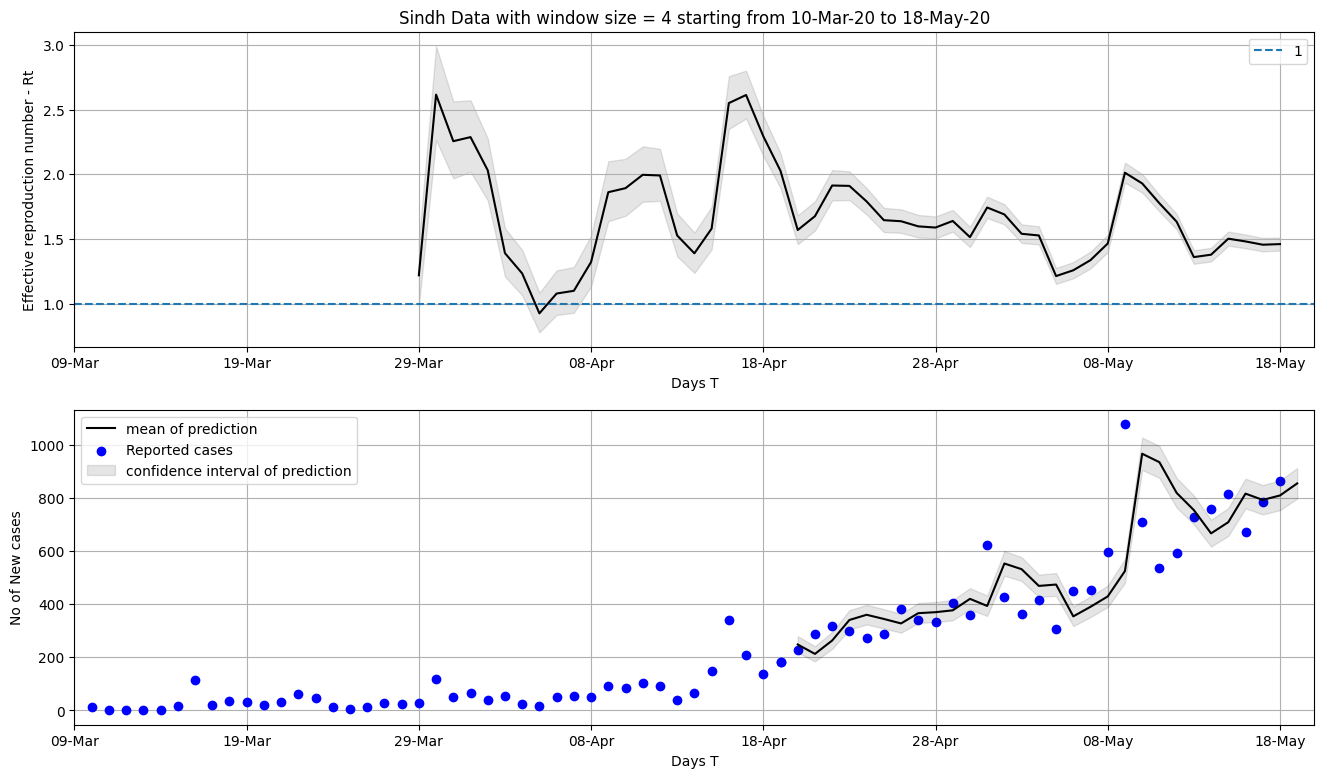 Sindh Data with window size = 4 starting from 10-Mar-20 to 18-May-20
Effective reproduction number - Rt
3.0
2.5
2.0
1.5
1.0
1
09-Mar
19-Mar
29-Mar
08-Apr
18-Apr
28-Apr
08-May
18-May
Days T
No of New cases
1000
800
600
400
200
0
mean of prediction
Reported cases
confidence interval of prediction
09-Mar
19-Mar
29-Mar
08-Apr
18-Apr
28-Apr
08-May
18-May
Days T